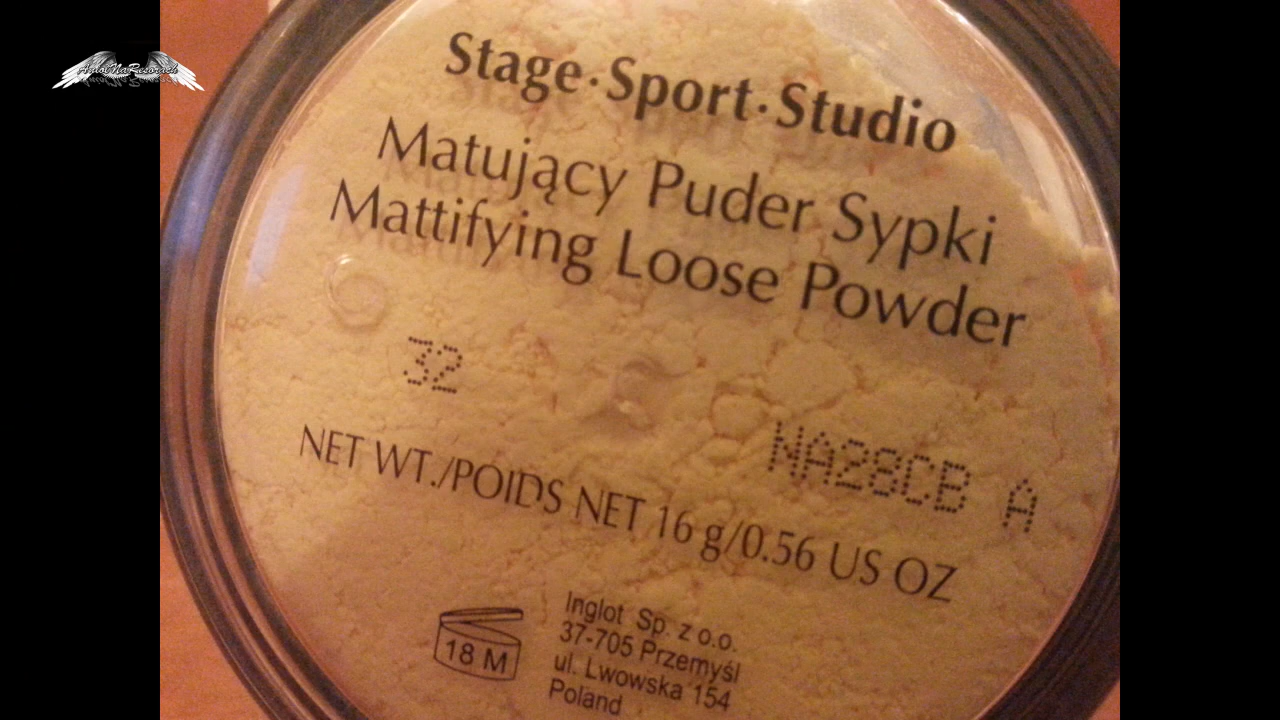 AniołNaResorach
Stage·Sport·Studio
Matujący Puder Sypki
Mattifying Loose Powder
32
NA28CB A
NET WT./POIDS NET 16 g/0.56 US OZ
18 M
Inglot Sp. z o.o.
37-705 Przemyśl
ul. Lwowska 154
Poland